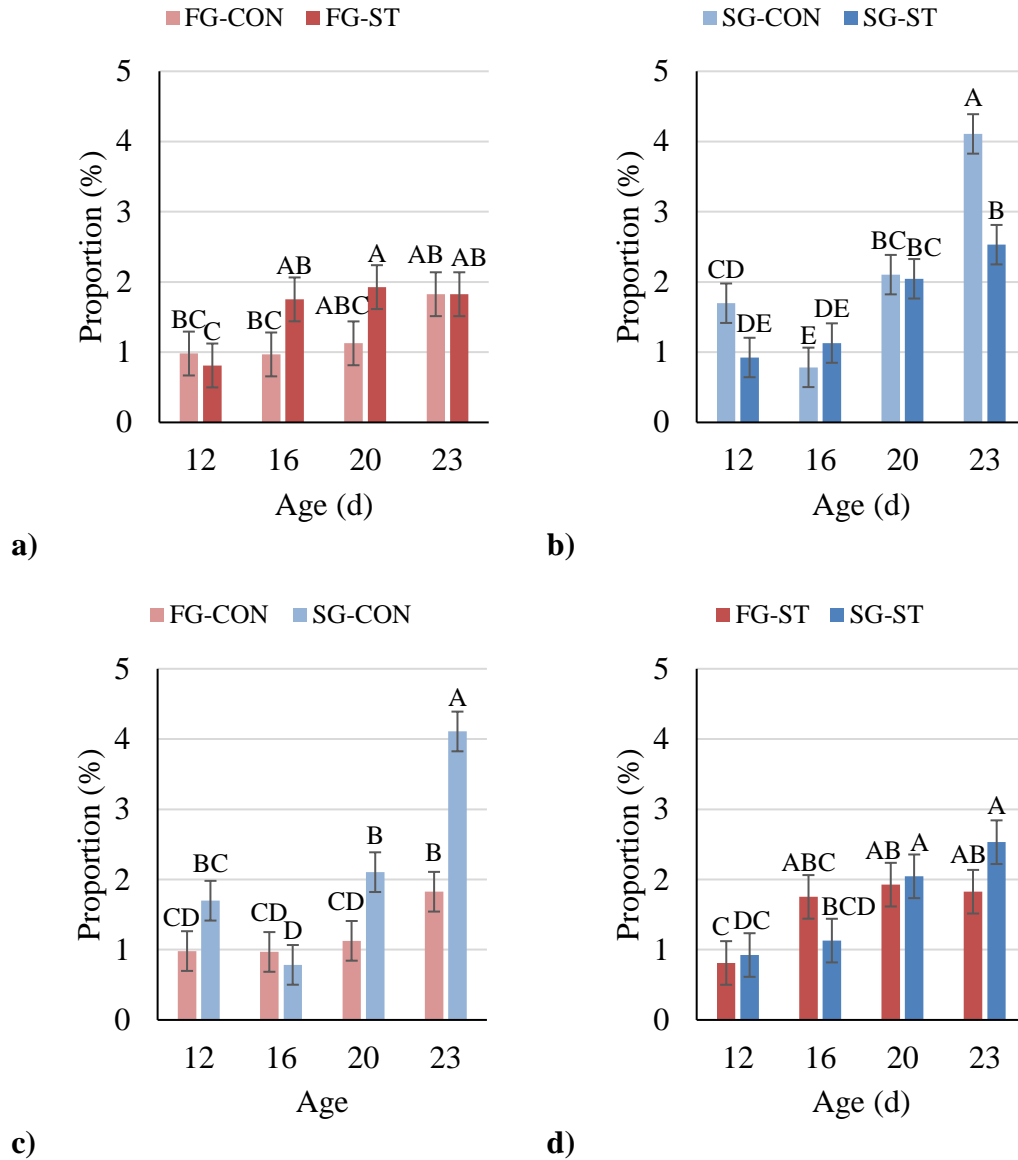 FG-CON FG-ST
5
4
3
2
1
0
Proportion (%)
BC C BC AB ABC A AB AB
12 16 20 23
Age (d)
a)
SG-CON SG-ST
5
4
3
2
1
0
Proportion (%)
CD DE E DE BC BC A B
12 16 20 23
Age (d)
b)
FG-CON SG-CON
5
4
3
2
1
0
Proportion (%)
CD BC CD D CD B B A
12 16 20 23
Age
c)
FG-ST SG-ST
5
4
3
2
1
0
Proportion (%)
C DC ABC BCD AB A AB A
12 16 20 23
Age (d)
d)